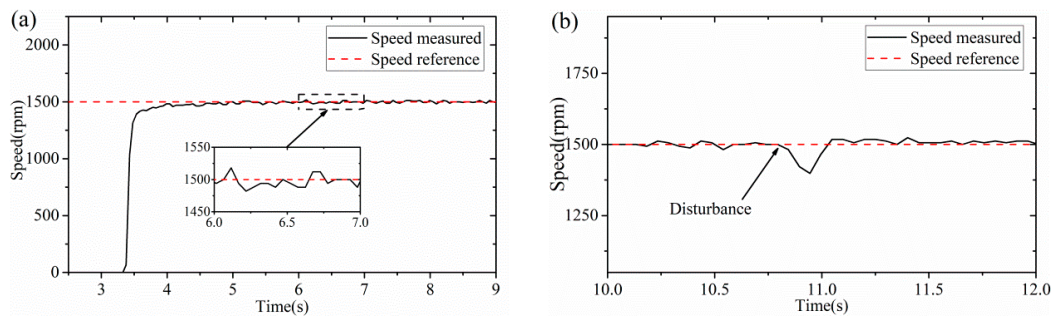 (a)
2000
1500
1000
500
0
Speed(rpm)
Speed measured
Speed reference
1550
1500
1450
6.0 6.5 7.0
3 4 5 6 7 8 9
Time(s)
(b)
1750
1500
1250
Speed(rpm)
Speed measured
Speed reference
Disturbance
10.0 10.5 11.0 11.5 12.0
Time(s)